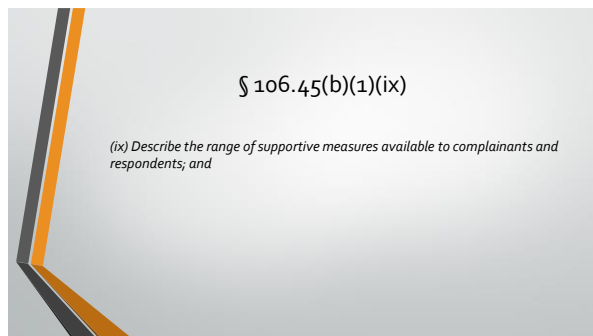 § 106.45(b)(1)(ix)
(ix) Describe the range of supportive measures available to complainants and
respondents; and